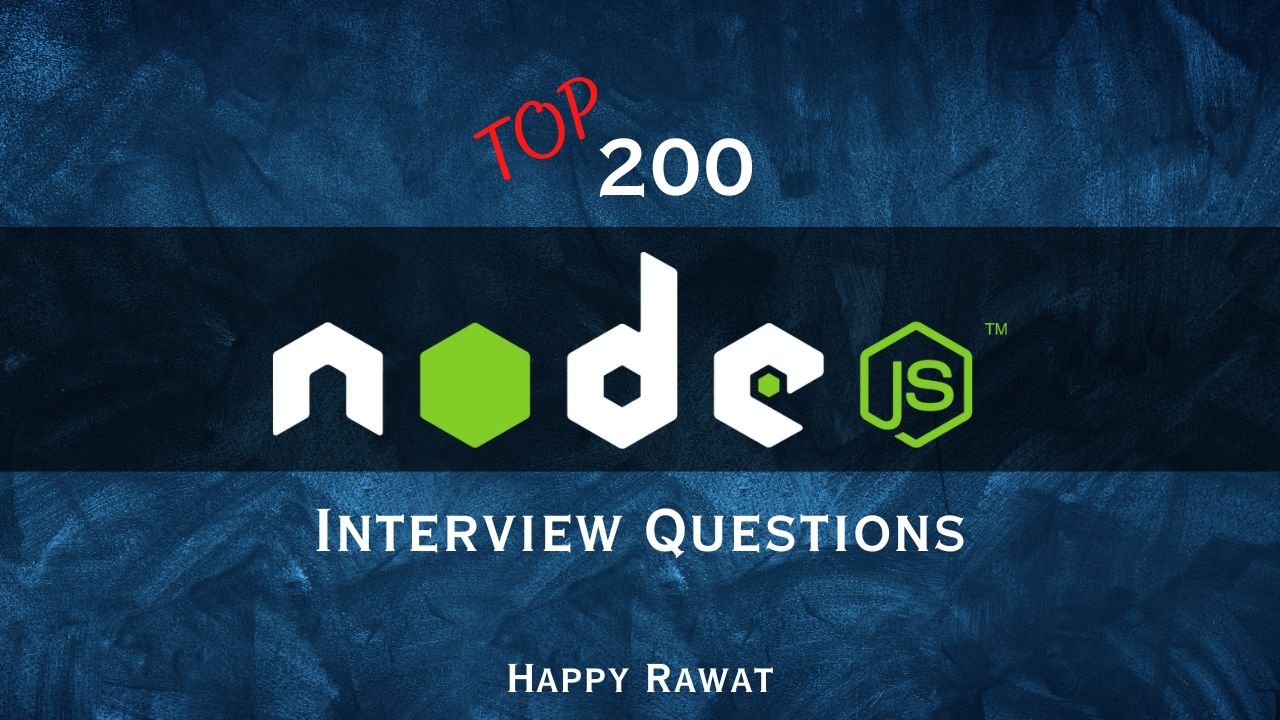 TOP
200
node JS ™
Interview Questions
Happy Rawat